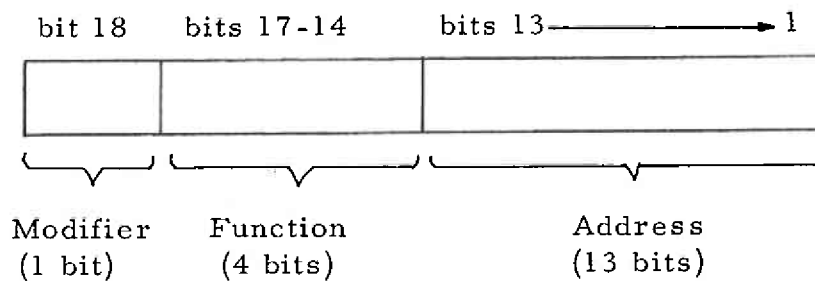 bit 18 bits 17-14 bits 13 1
Modifier Function Address
(1 bit) (4 bits) (13 bits)